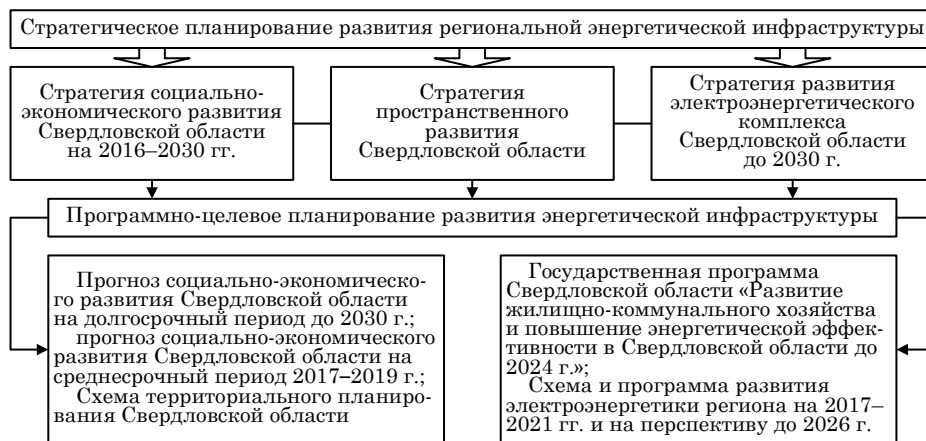 Стратегическое планирование развития региональной энергетической инфраструктуры
Стратегия социально-
экономического развития
Свердловской области
на 2016–2030 гг.
Стратегия
пространственного
развития
Свердловской области
Стратегия развития
электроэнергетического
комплекса
Свердловской области
до 2030 г.
Программно-целевое планирование развития энергетической инфраструктуры
Прогноз социально-экономическо-
го развития Свердловской области
на долгосрочный период до 2030 г.;
прогноз социально-экономического
развития Свердловской области на
среднесрочный период 2017–2019 г.;
Схема территориального плани-
рования Свердловской области
Государственная программа
Свердловской области «Развитие
жилищно-коммунального хозяйства
и повышение энергетической эффек-
тивности в Свердловской области до
2024 г.»;
Схема и программа развития
электроэнергетики региона на 2017–
2021 гг. и на перспективу до 2026 г.